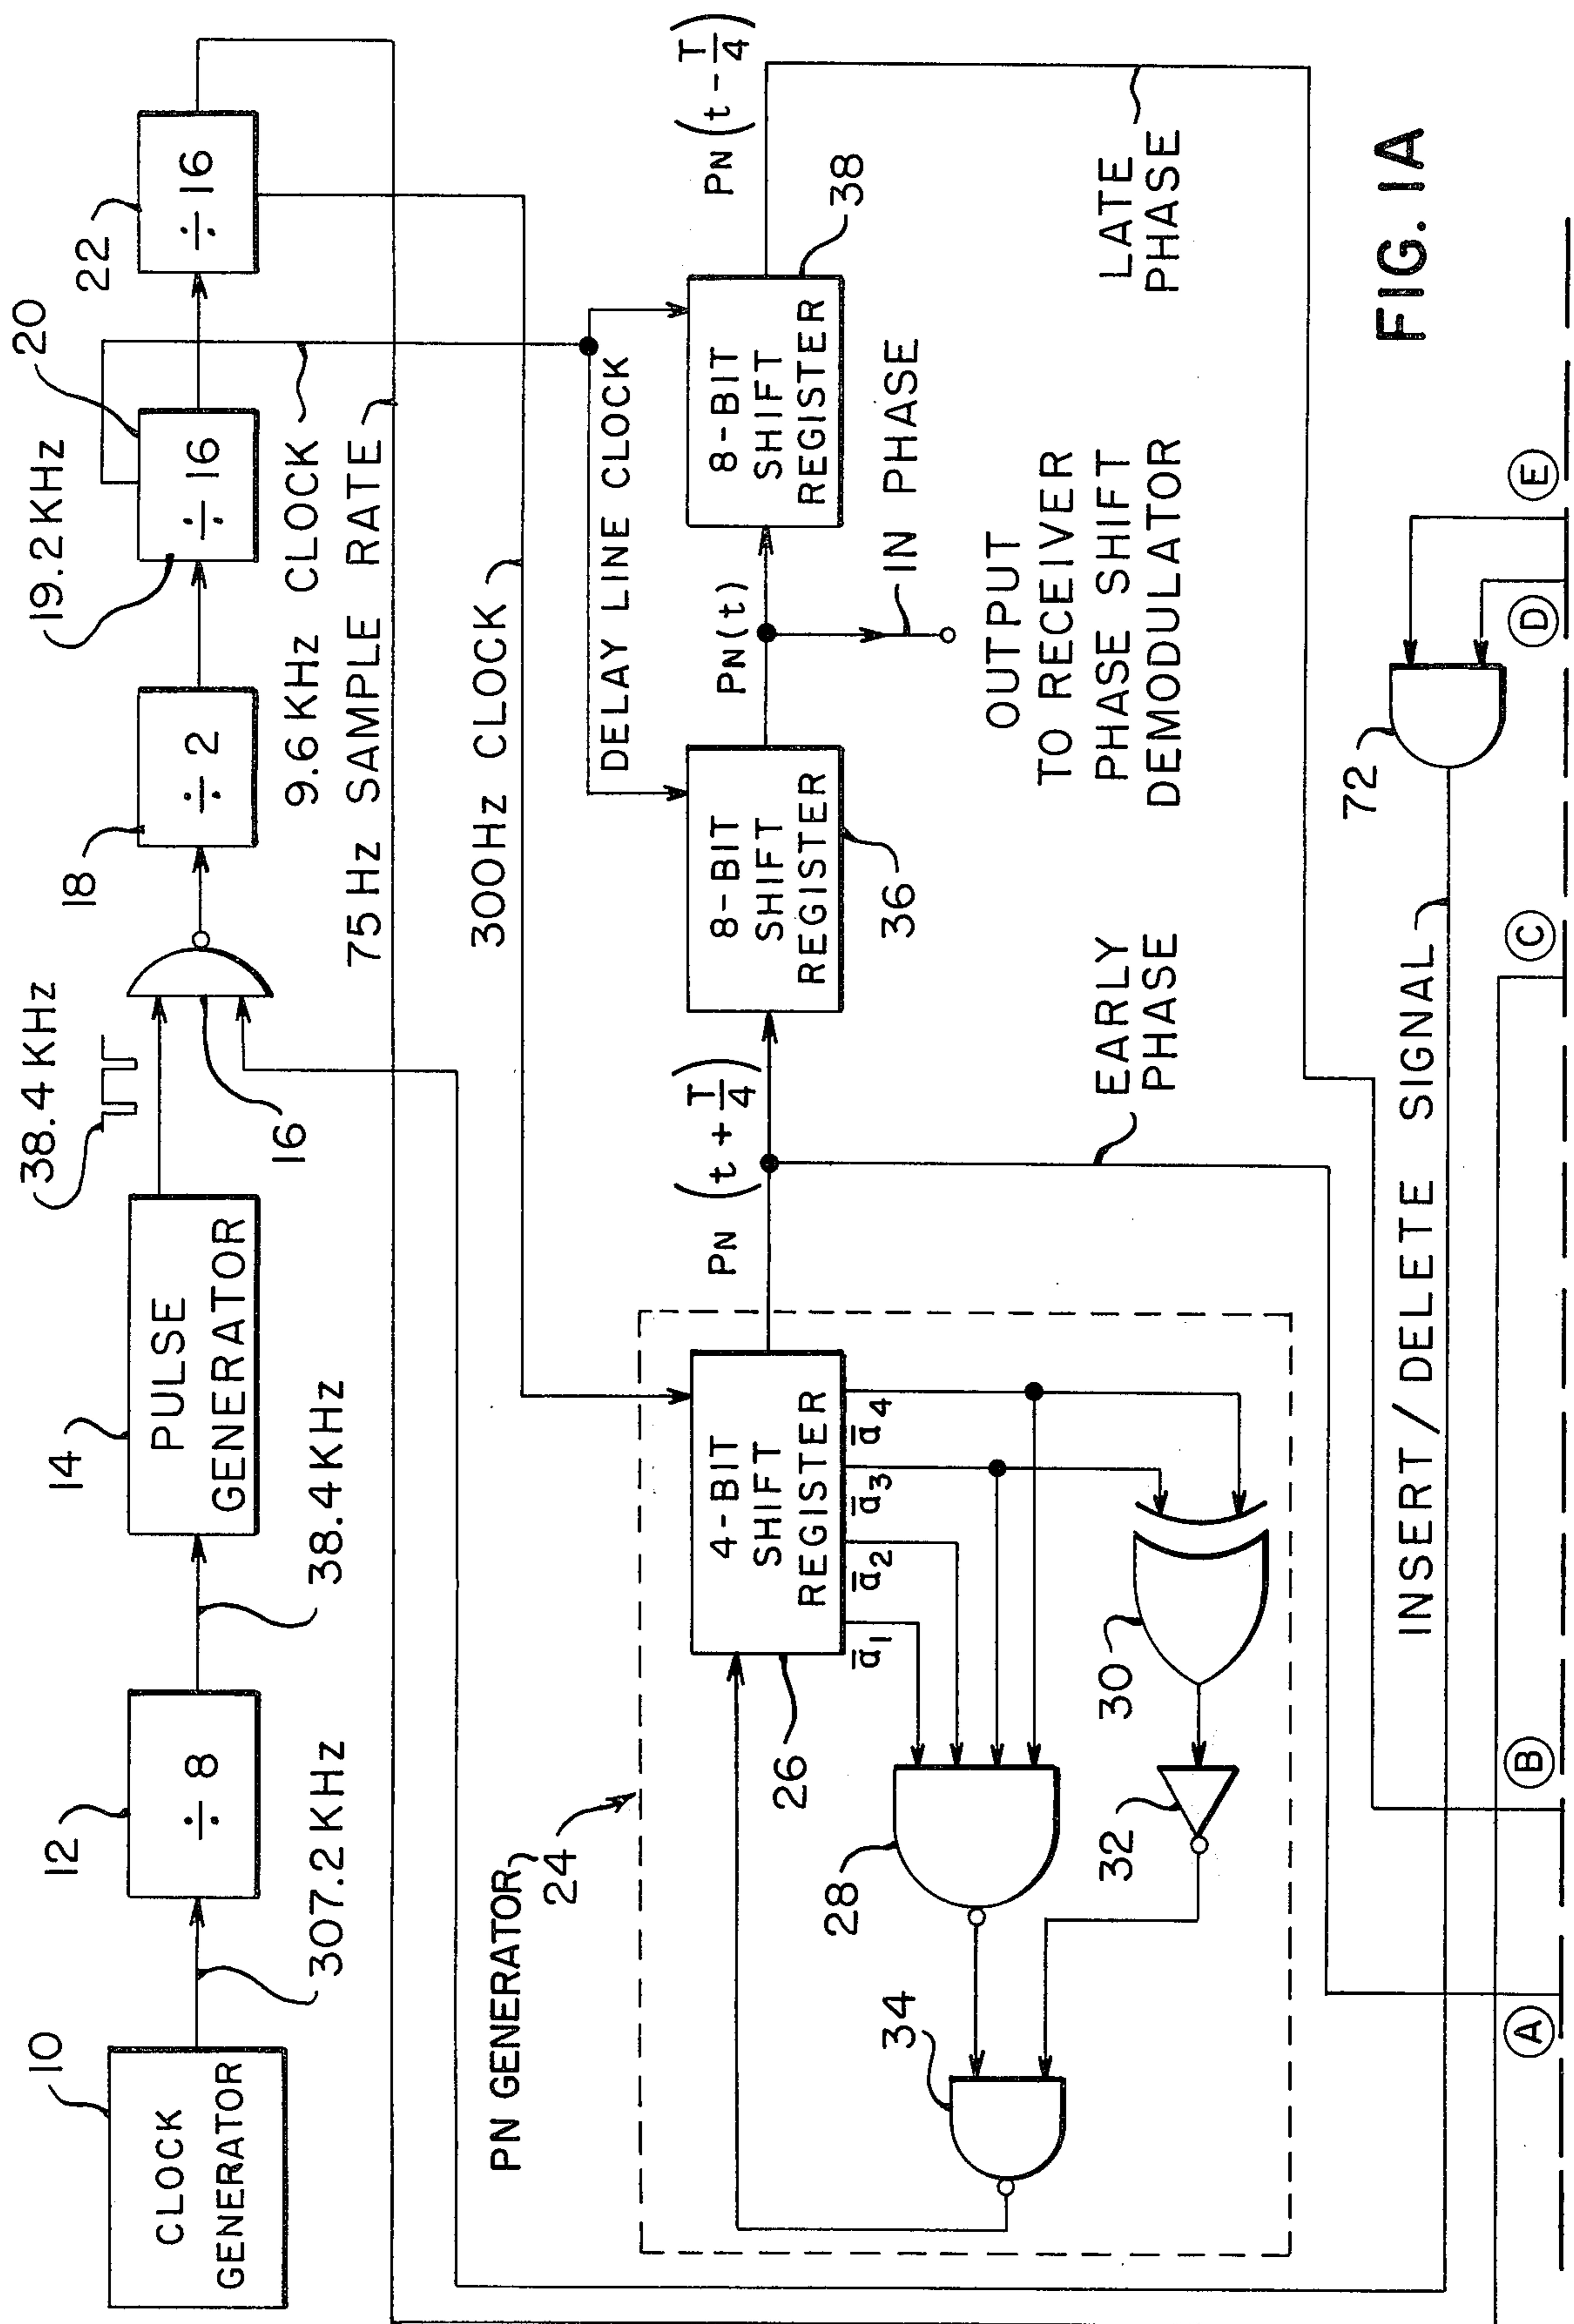 10
CLOCK
GENERATOR
307.2 KHz
12
÷ 8
38.4 KHz
14
PULSE
GENERATOR
38.4 KHz
16
18
÷ 2
19.2 KHz
20
÷ 16
22
÷ 16
9.6 KHz CLOCK
75 Hz SAMPLE RATE
300Hz CLOCK
DELAY LINE CLOCK
PN GENERATOR
24
4-BIT
SHIFT
REGISTER
26
a̅1 a̅2 a̅3 a̅4
28
30
32
34
PN (t + T/4)
EARLY
PHASE
8-BIT
SHIFT
REGISTER
36
PN(t)
IN PHASE
OUTPUT
TO RECEIVER
PHASE SHIFT
DEMODULATOR
8-BIT
SHIFT
REGISTER
38
PN (t - T/4)
LATE
PHASE
INSERT / DELETE SIGNAL
72
A B C D E
FIG. 1A